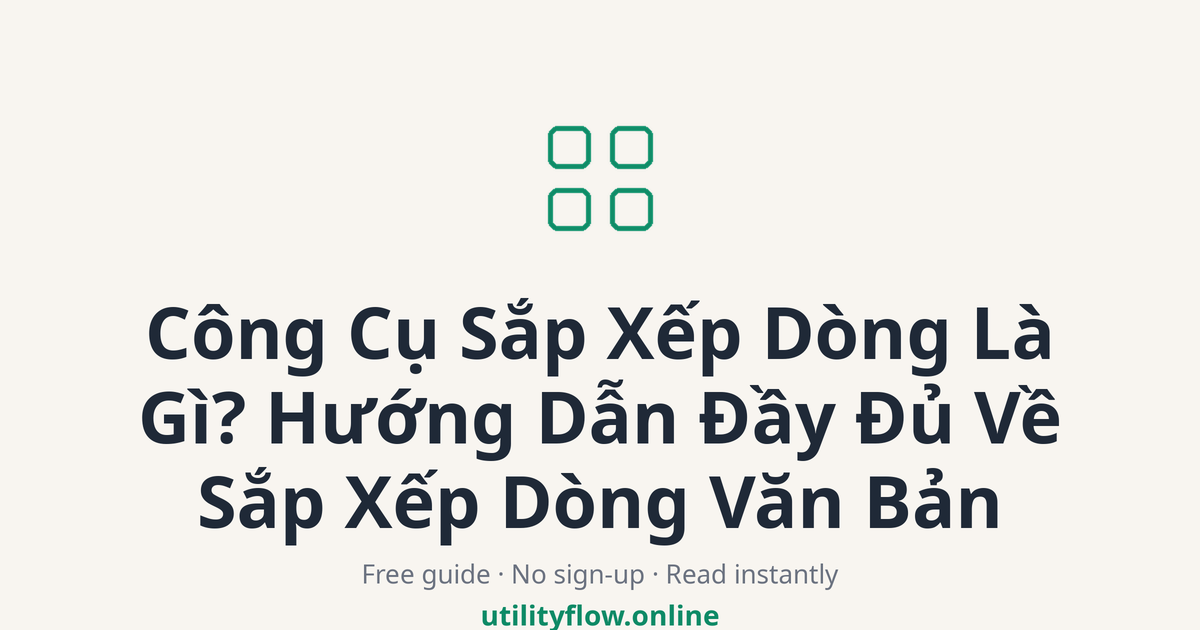 Công Cụ Sắp Xếp Dòng Là
Gì? Hướng Dẫn Đầy Đủ Về
Sắp Xếp Dòng Văn Bản
Free guide · No sign-up · Read instantly
utilityflow.online